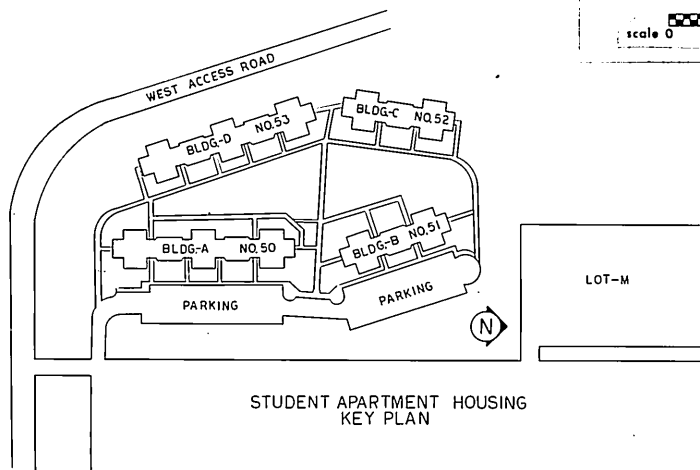 scale 0
WEST ACCESS ROAD
BLDG.-C NO.52
BLDG.-D NO.53
BLDG.-A NO.50
BLDG.-B NO.51
LOT-M
PARKING
PARKING
N
STUDENT APARTMENT HOUSING
KEY PLAN